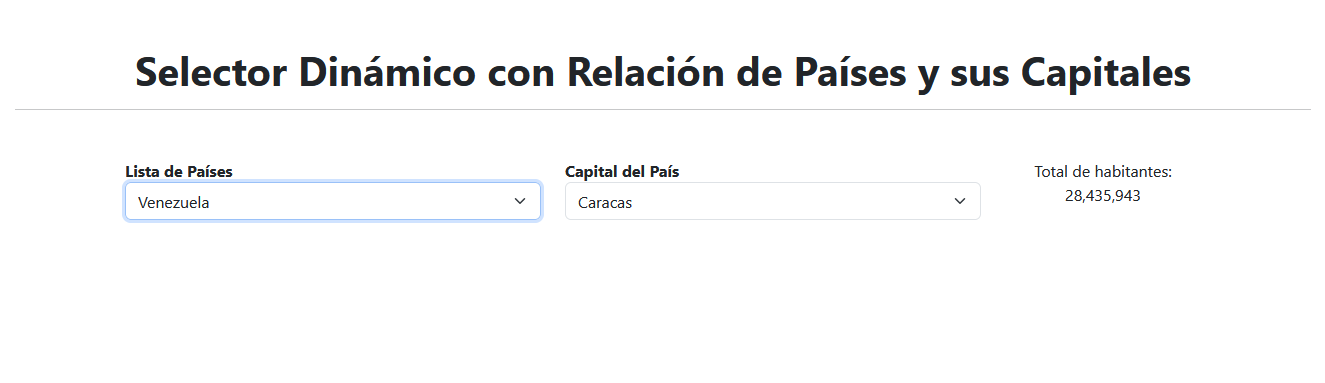 Selector Dinámico con Relación de Países y sus Capitales
Lista de Países
Venezuela
Capital del País
Caracas
Total de habitantes:
28,435,943